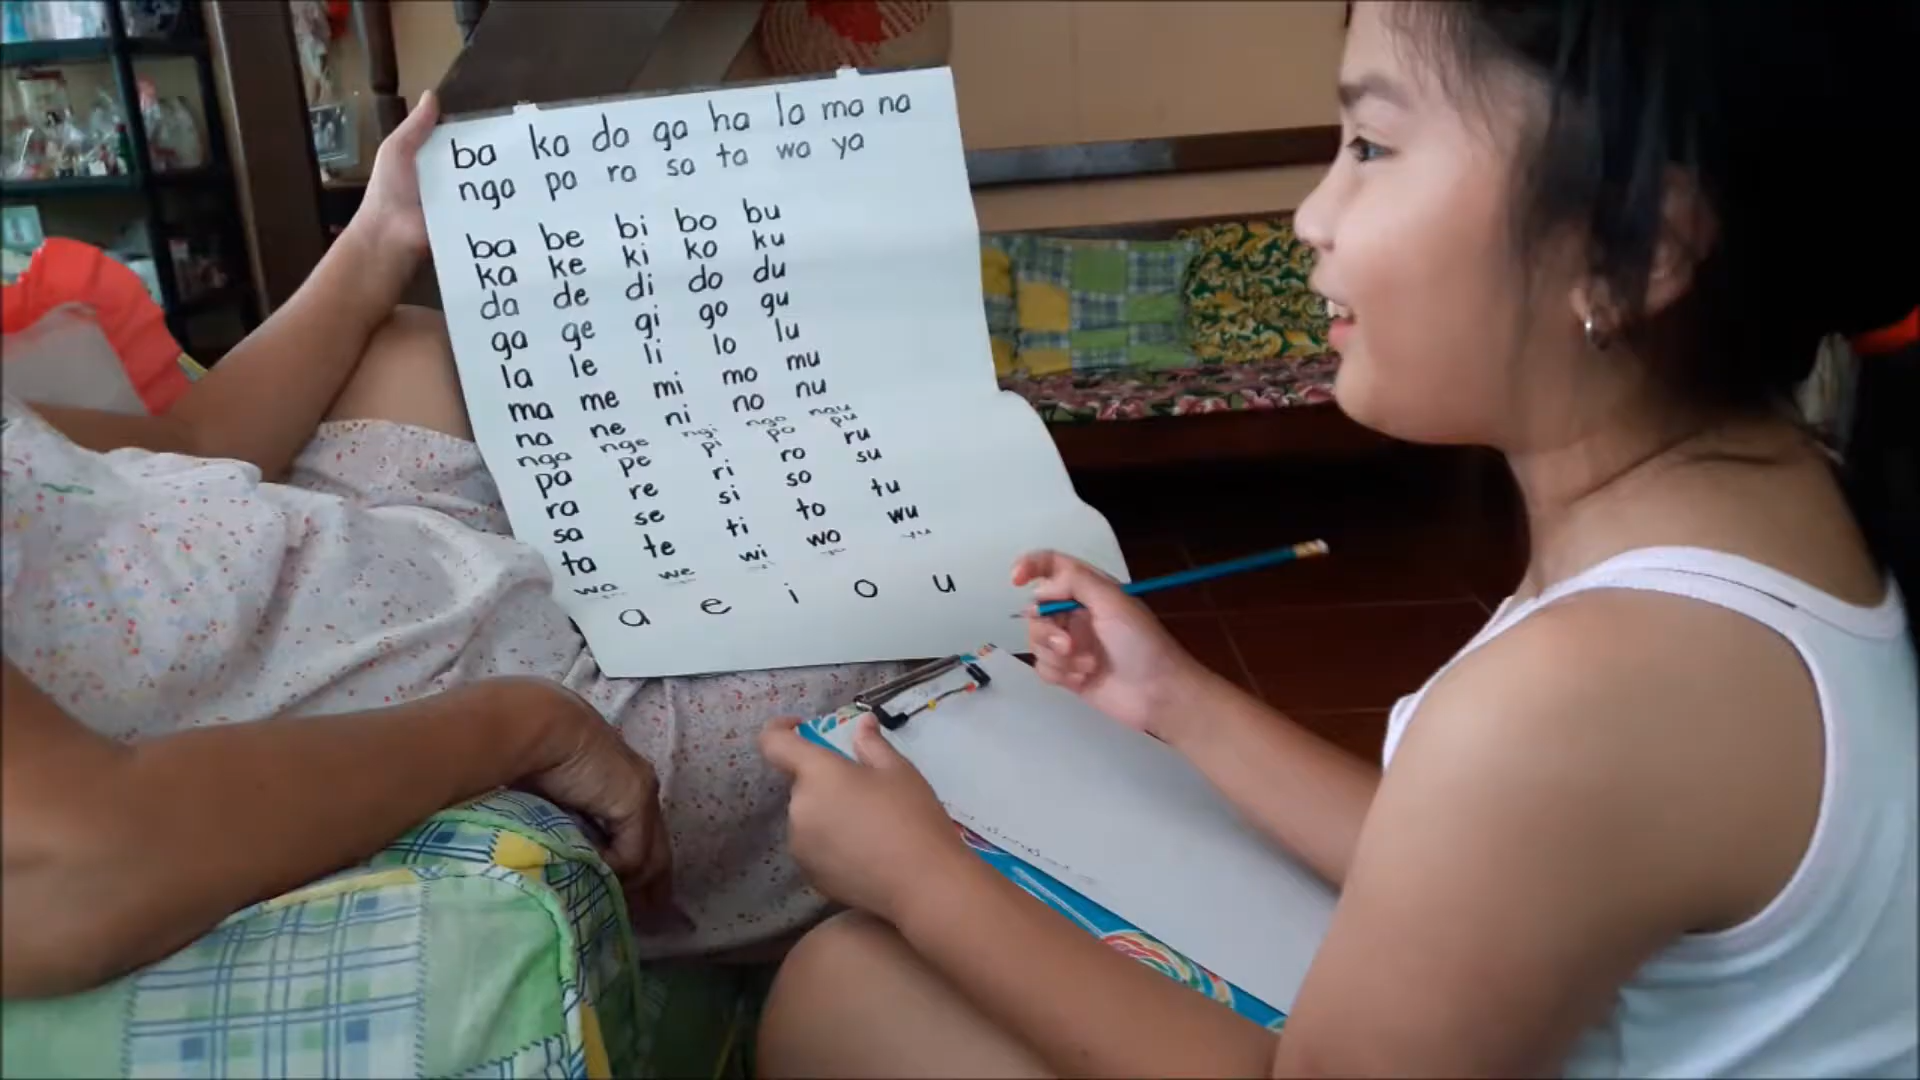 ba ka da ga ha la ma na
nga pa ra sa ta wa ya
ba be bi bo bu
ka ke ki ko ku
da de di do du
ga ge gi go gu
la le li lo lu
ma me mi mo mu
na ne ni no nu
nga nge ngi ngo ngu
pa pe pi po pu
ra re ri ro ru
sa se si so su
ta te ti to tu
wa we wi wo wu
a e i o u